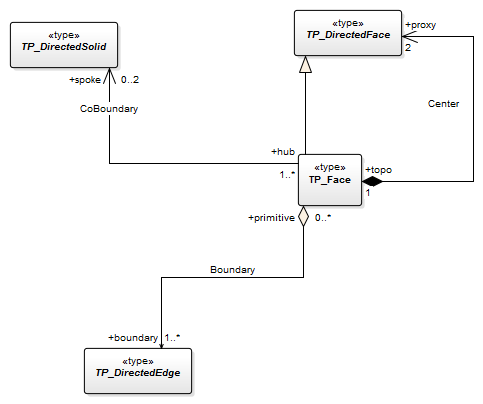 «type»
TP_DirectedSolid
«type»
TP_DirectedFace
+proxy
2
+spoke
0..2
CoBoundary
Center
+hub
1..*
«type»
TP_Face
+topo
1
+primitive
0..*
Boundary
+boundary
1..*
«type»
TP_DirectedEdge